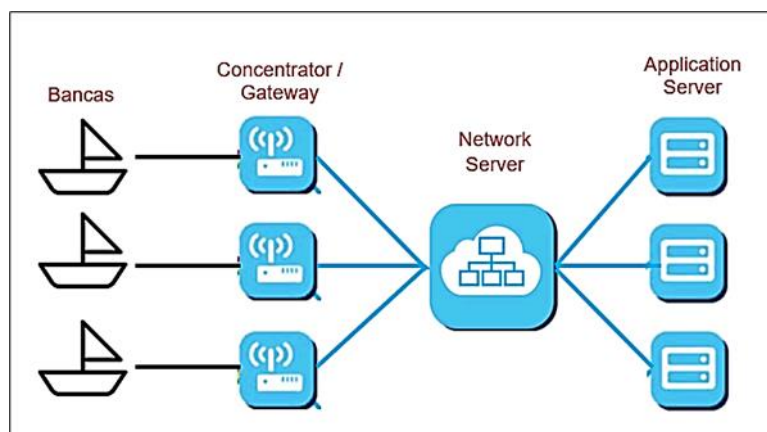 Bancas
Concentrator /
Gateway
Network
Server
Application
Server